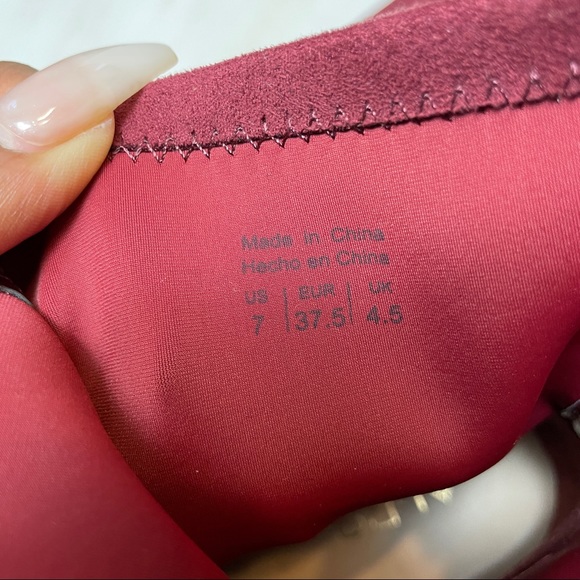 Made in China
Hecho en China
US | EUR | UK
7 | 37.5 | 4.5